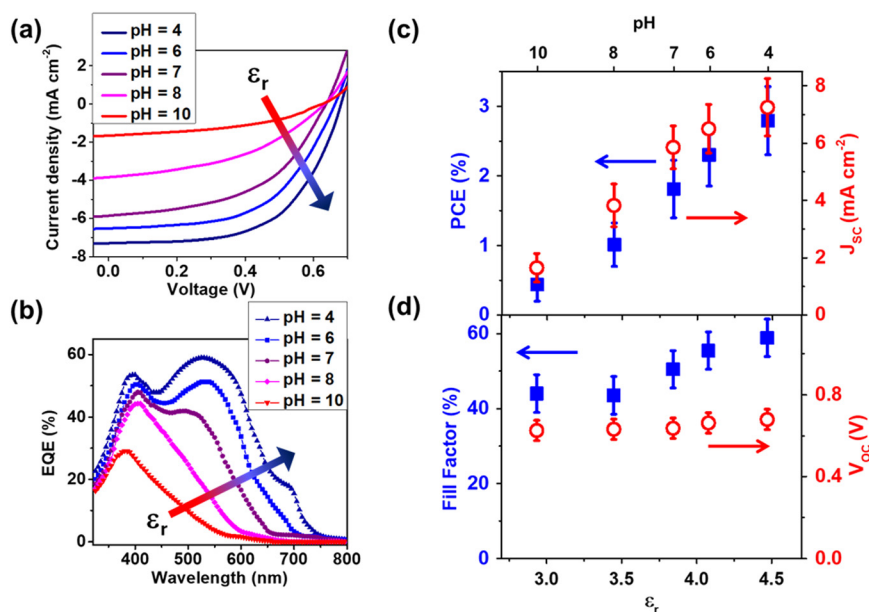 (a)
pH = 4
pH = 6
pH = 7
pH = 8
pH = 10
εr
Current density (mA cm-2)
2
0
-2
-4
-6
-8
0.0 0.2 0.4 0.6
Voltage (V)
(b)
pH = 4
pH = 6
pH = 7
pH = 8
pH = 10
εr
EQE (%)
60
40
20
0
400 500 600 700 800
Wavelength (nm)
(c)
pH
10 8 7 6 4
PCE (%)
3
2
1
0
JSC (mA cm-2)
8
6
4
2
0
(d)
Fill Factor (%)
60
40
20
0
VOC (V)
1.2
0.8
0.4
0.0
3.0 3.5 4.0 4.5
εr